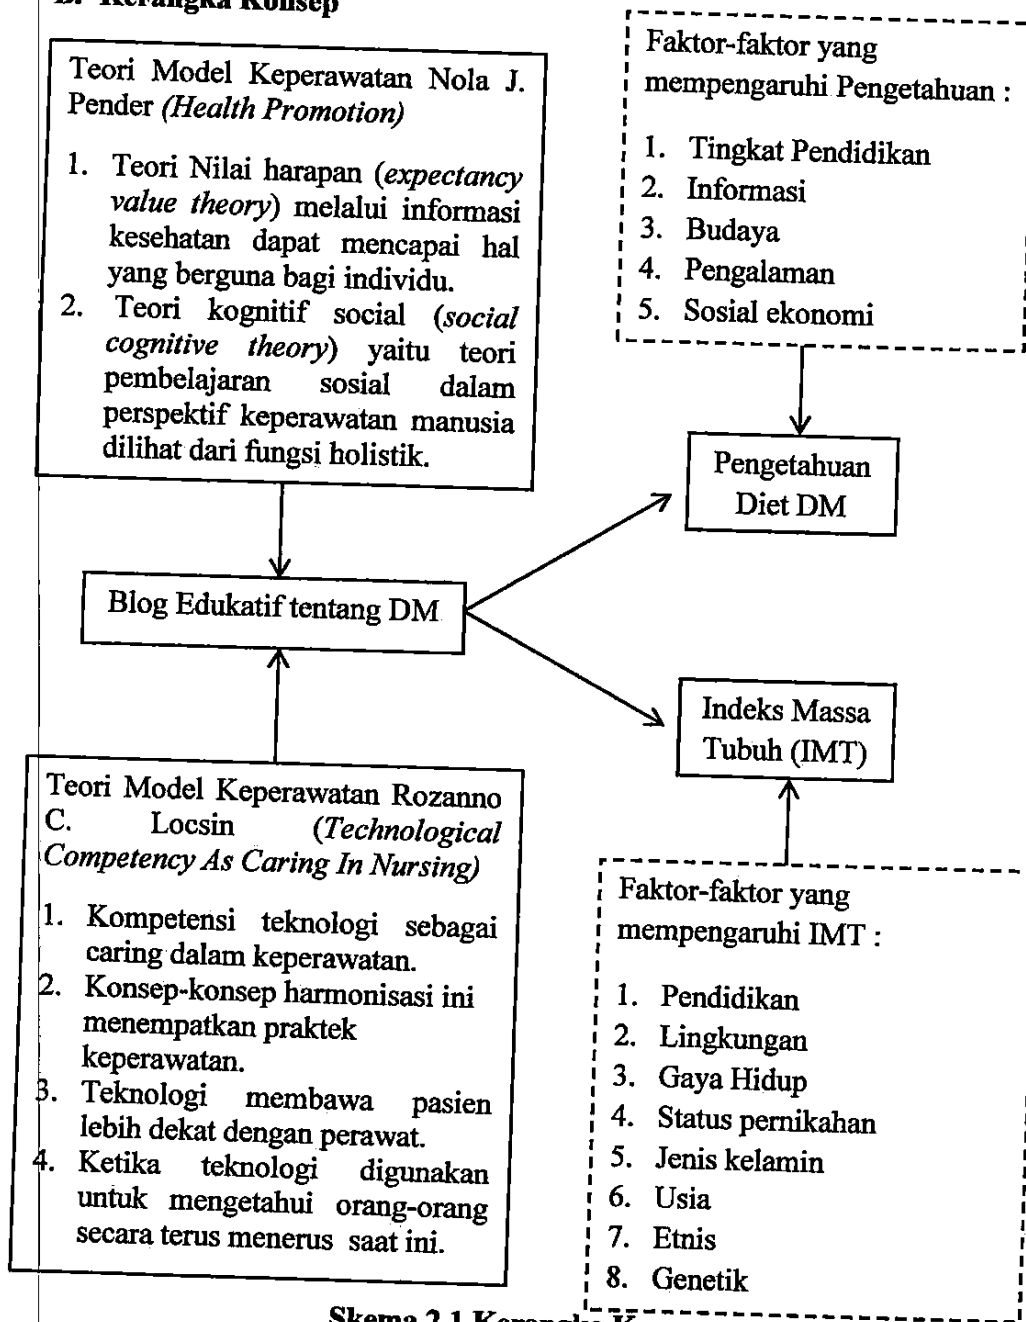 Kerangka Konsep
Teori Model Keperawatan Nola J.
Pender (Health Promotion)
1. Teori Nilai harapan (expectancy
value theory) melalui informasi
kesehatan dapat mencapai hal
yang berguna bagi individu.
2. Teori kognitif social (social
cognitive theory) yaitu teori
pembelajaran sosial dalam
perspektif keperawatan manusia
dilihat dari fungsi holistik.
Faktor-faktor yang
mempengaruhi Pengetahuan :
1. Tingkat Pendidikan
2. Informasi
3. Budaya
4. Pengalaman
5. Sosial ekonomi
Pengetahuan
Diet DM
Blog Edukatif tentang DM
Indeks Massa
Tubuh (IMT)
Teori Model Keperawatan Rozanno
C. Locsin (Technological
Competency As Caring In Nursing)
1. Kompetensi teknologi sebagai
caring dalam keperawatan.
2. Konsep-konsep harmonisasi ini
menempatkan praktek
keperawatan.
3. Teknologi membawa pasien
lebih dekat dengan perawat.
4. Ketika teknologi digunakan
untuk mengetahui orang-orang
secara terus menerus saat ini.
Faktor-faktor yang
mempengaruhi IMT :
1. Pendidikan
2. Lingkungan
3. Gaya Hidup
4. Status pernikahan
5. Jenis kelamin
6. Usia
7. Etnis
8. Genetik
Skema 2.1 Kerangka